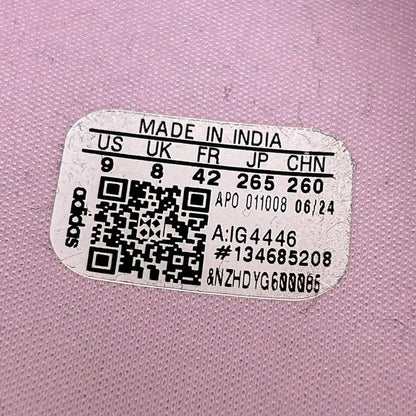 MADE IN INDIA
US UK FR JP CHN
9 8 42 265 260
APO 011008 06/24
A:IG4446
#134685208
&NZHDYG600085
adidas